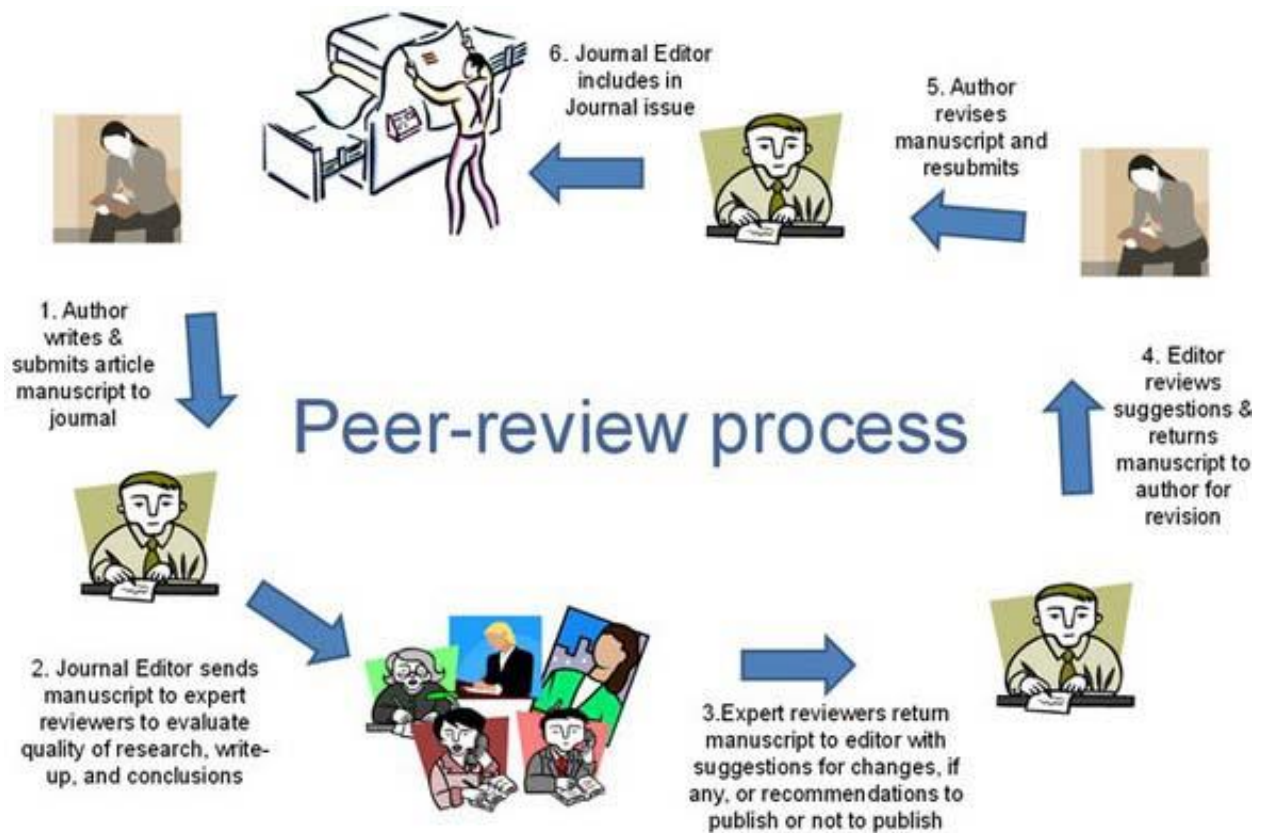 Peer-review process
1. Author
writes &
submits article
manuscript to
journal
2. Journal Editor sends
manuscript to expert
reviewers to evaluate
quality of research, write-
up, and conclusions
3.Expert reviewers return
manuscript to editor with
suggestions for changes, if
any, or recommendations to
publish or not to publish
4. Editor
reviews
suggestions &
returns
manuscript to
author for
revision
5. Author
revises
manuscript and
resubmits
6. Journal Editor
includes in
Journal issue